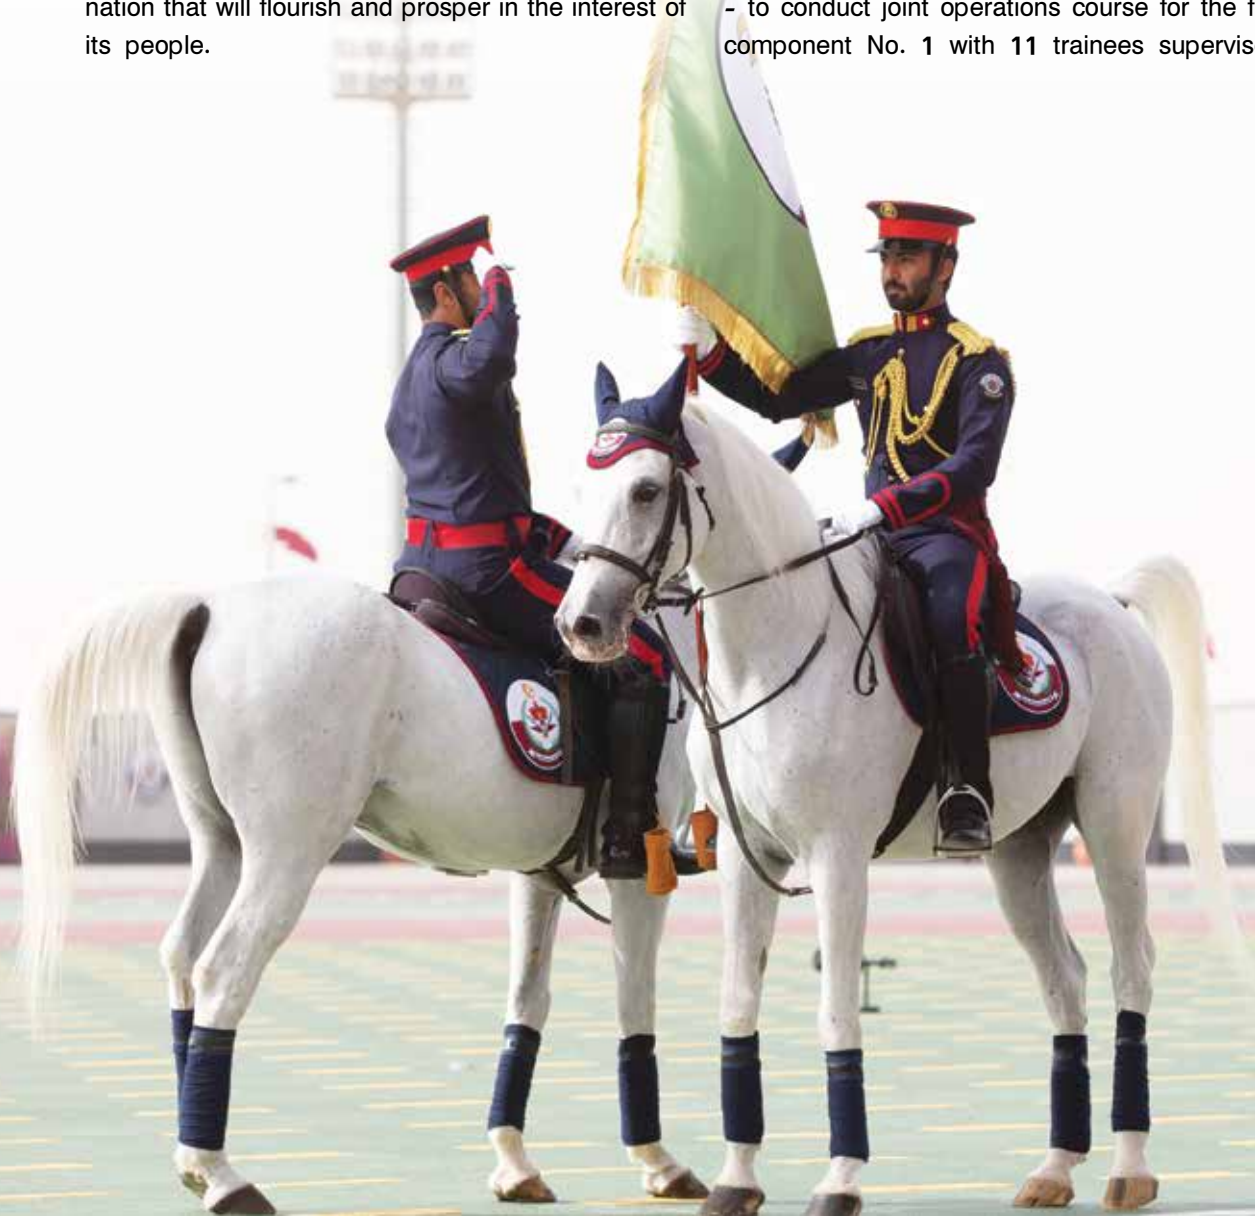 nation that will flourish and prosper in the interest of
its people.
- to conduct joint operations course for the
component No. 1 with 11 trainees